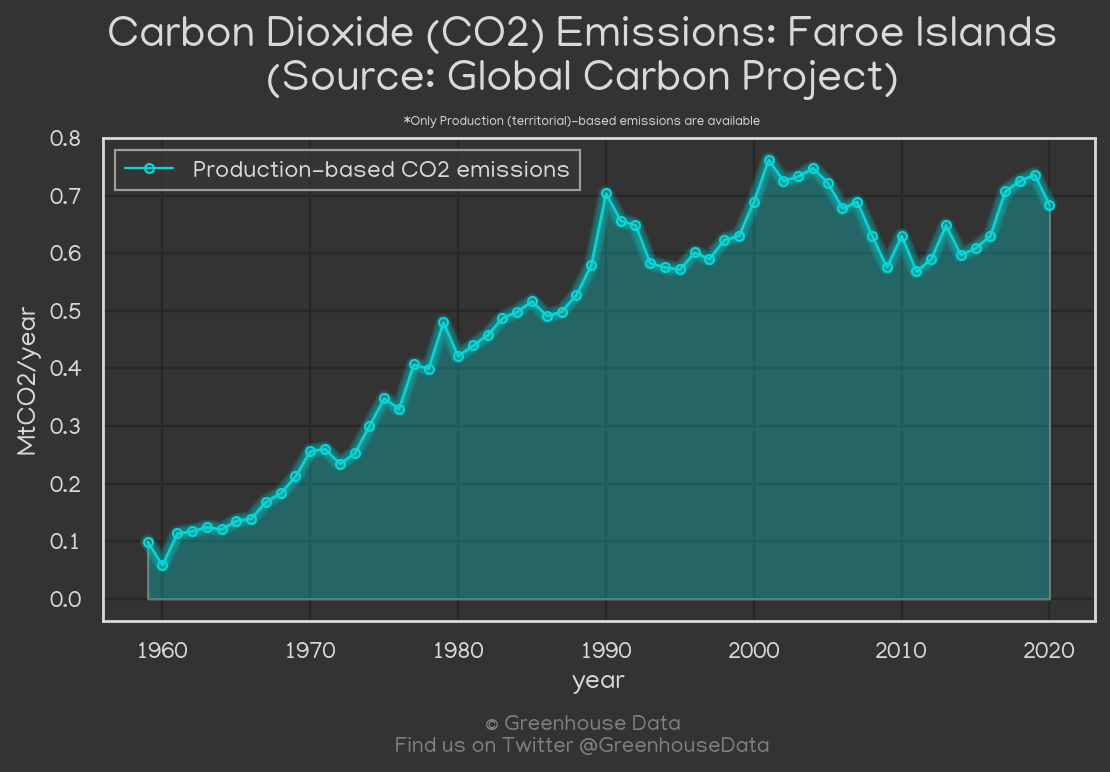 Carbon Dioxide (CO2) Emissions: Faroe Islands
(Source: Global Carbon Project)
*Only Production (territorial)-based emissions are available
Production-based CO2 emissions
MtCO2/year
0.8
0.7
0.6
0.5
0.4
0.3
0.2
0.1
0.0
1960 1970 1980 1990 2000 2010 2020
year
© Greenhouse Data
Find us on Twitter @GreenhouseData